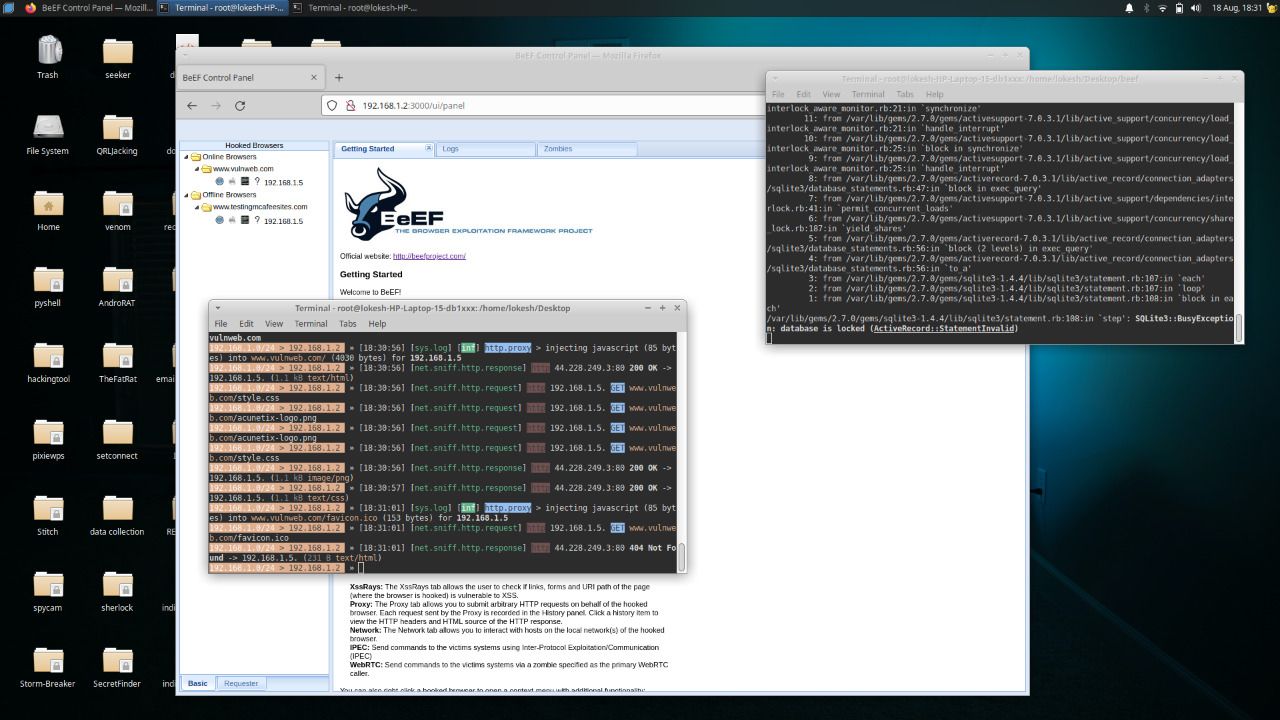 BeEF Control Panel — Mozill...
Terminal - root@lokesh-HP-...
Terminal - root@lokesh-HP-...
18 Aug, 18:31
Trash
seeker
File System
QRLJacking
Home
venom
pyshell
AndroRAT
hackingtool
TheFatRat
pixiewps
setconnect
Stitch
data collection
spycam
sherlock
Storm-Breaker
SecretFinder
BeEF Control Panel — Mozilla Firefox
BeEF Control Panel
192.168.1.2:3000/ui/panel
Hooked Browsers
Online Browsers
www.vulnweb.com
? 192.168.1.5
Offline Browsers
www.testingmcafeesites.com
? 192.168.1.5
Basic
Requester
Getting Started
Logs
Zombies
BeEF
THE BROWSER EXPLOITATION FRAMEWORK PROJECT
Official website: http://beefproject.com/
Getting Started
Welcome to BeEF!
XssRays: The XssRays tab allows the user to check if links, forms and URI path of the page
(where the browser is hooked) is vulnerable to XSS.
Proxy: The Proxy tab allows you to submit arbitrary HTTP requests on behalf of the hooked
browser. Each request sent by the Proxy is recorded in the History panel. Click a history item to
view the HTTP headers and HTML source of the HTTP response.
Network: The Network tab allows you to interact with hosts on the local network(s) of the hooked
browser.
IPEC: Send commands to the victims systems using Inter-Protocol Exploitation/Communication
(IPEC)
WebRTC: Send commands to the victims systems via a zombie specified as the primary WebRTC
caller.
You can also right-click a hooked browser to open a context-menu with additional functionality:
Terminal - root@lokesh-HP-Laptop-15-db1xxx: /home/lokesh/Desktop
File Edit View Terminal Tabs Help
vulnweb.com
192.168.1.0/24 > 192.168.1.2 » [18:30:56] [sys.log] [inf] http.proxy > injecting javascript (85 byt
es) into www.vulnweb.com/ (4030 bytes) for 192.168.1.5
192.168.1.0/24 > 192.168.1.2 » [18:30:56] [net.sniff.http.response] http 44.228.249.3:80 200 OK ->
192.168.1.5. (1.1 kB text/html)
192.168.1.0/24 > 192.168.1.2 » [18:30:56] [net.sniff.http.request] http 192.168.1.5. GET www.vulnwe
b.com/style.css
192.168.1.0/24 > 192.168.1.2 » [18:30:56] [net.sniff.http.request] http 192.168.1.5. GET www.vulnwe
b.com/acunetix-logo.png
192.168.1.0/24 > 192.168.1.2 » [18:30:56] [net.sniff.http.request] http 192.168.1.5. GET www.vulnwe
b.com/acunetix-logo.png
192.168.1.0/24 > 192.168.1.2 » [18:30:56] [net.sniff.http.request] http 192.168.1.5. GET www.vulnwe
b.com/style.css
192.168.1.0/24 > 192.168.1.2 » [18:30:56] [net.sniff.http.response] http 44.228.249.3:80 200 OK ->
192.168.1.5. (1.1 kB image/png)
192.168.1.0/24 > 192.168.1.2 » [18:30:57] [net.sniff.http.response] http 44.228.249.3:80 200 OK ->
192.168.1.5. (1.1 kB text/css)
192.168.1.0/24 > 192.168.1.2 » [18:31:01] [sys.log] [inf] http.proxy > injecting javascript (85 byt
es) into www.vulnweb.com/favicon.ico (153 bytes) for 192.168.1.5
192.168.1.0/24 > 192.168.1.2 » [18:31:01] [net.sniff.http.request] http 192.168.1.5. GET www.vulnwe
b.com/favicon.ico
192.168.1.0/24 > 192.168.1.2 » [18:31:01] [net.sniff.http.response] http 44.228.249.3:80 404 Not Fo
und -> 192.168.1.5. (231 B text/html)
192.168.1.0/24 > 192.168.1.2 »
Terminal - root@lokesh-HP-Laptop-15-db1xxx: /home/lokesh/Desktop/beef
File Edit View Terminal Tabs Help
interlock_aware_monitor.rb:21:in `synchronize'
11: from /var/lib/gems/2.7.0/gems/activesupport-7.0.3.1/lib/active_support/concurrency/load_
interlock_aware_monitor.rb:21:in `handle_interrupt'
10: from /var/lib/gems/2.7.0/gems/activesupport-7.0.3.1/lib/active_support/concurrency/load_
interlock_aware_monitor.rb:25:in `block in synchronize'
9: from /var/lib/gems/2.7.0/gems/activesupport-7.0.3.1/lib/active_support/concurrency/load_
interlock_aware_monitor.rb:25:in `handle_interrupt'
8: from /var/lib/gems/2.7.0/gems/activerecord-7.0.3.1/lib/active_record/connection_adapters
/sqlite3/database_statements.rb:47:in `block in exec_query'
7: from /var/lib/gems/2.7.0/gems/activesupport-7.0.3.1/lib/active_support/dependencies/inte
rlock.rb:41:in `permit_concurrent_loads'
6: from /var/lib/gems/2.7.0/gems/activesupport-7.0.3.1/lib/active_support/concurrency/share
_lock.rb:187:in `yield_shares'
5: from /var/lib/gems/2.7.0/gems/activerecord-7.0.3.1/lib/active_record/connection_adapters
/sqlite3/database_statements.rb:56:in `block (2 levels) in exec_query'
4: from /var/lib/gems/2.7.0/gems/activerecord-7.0.3.1/lib/active_record/connection_adapters
/sqlite3/database_statements.rb:56:in `to_a'
3: from /var/lib/gems/2.7.0/gems/sqlite3-1.4.4/lib/sqlite3/statement.rb:107:in `each'
2: from /var/lib/gems/2.7.0/gems/sqlite3-1.4.4/lib/sqlite3/statement.rb:107:in `loop'
1: from /var/lib/gems/2.7.0/gems/sqlite3-1.4.4/lib/sqlite3/statement.rb:108:in `block in ea
ch'
/var/lib/gems/2.7.0/gems/sqlite3-1.4.4/lib/sqlite3/statement.rb:108:in `step': SQLite3::BusyExceptio
n: database is locked (ActiveRecord::StatementInvalid)